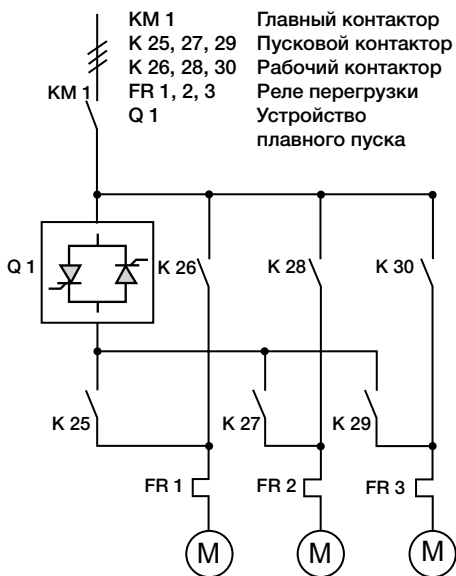 KM 1 Главный контактор
K 25, 27, 29 Пусковой контактор
K 26, 28, 30 Рабочий контактор
FR 1, 2, 3 Реле перегрузки
Q 1 Устройство
плавного пуска
KM 1
Q 1
K 26
K 28
K 30
K 25
K 27
K 29
FR 1
FR 2
FR 3
M
M
M